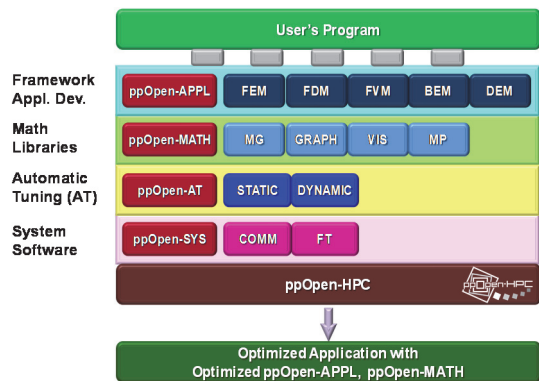 User's Program
Framework
Appl. Dev.
ppOpen-APPL
FEM
FDM
FVM
BEM
DEM
Math
Libraries
ppOpen-MATH
MG
GRAPH
VIS
MP
Automatic
Tuning (AT)
ppOpen-AT
STATIC
DYNAMIC
System
Software
ppOpen-SYS
COMM
FT
ppOpen-HPC
ppOpen-HPC
Optimized Application with
Optimized ppOpen-APPL, ppOpen-MATH